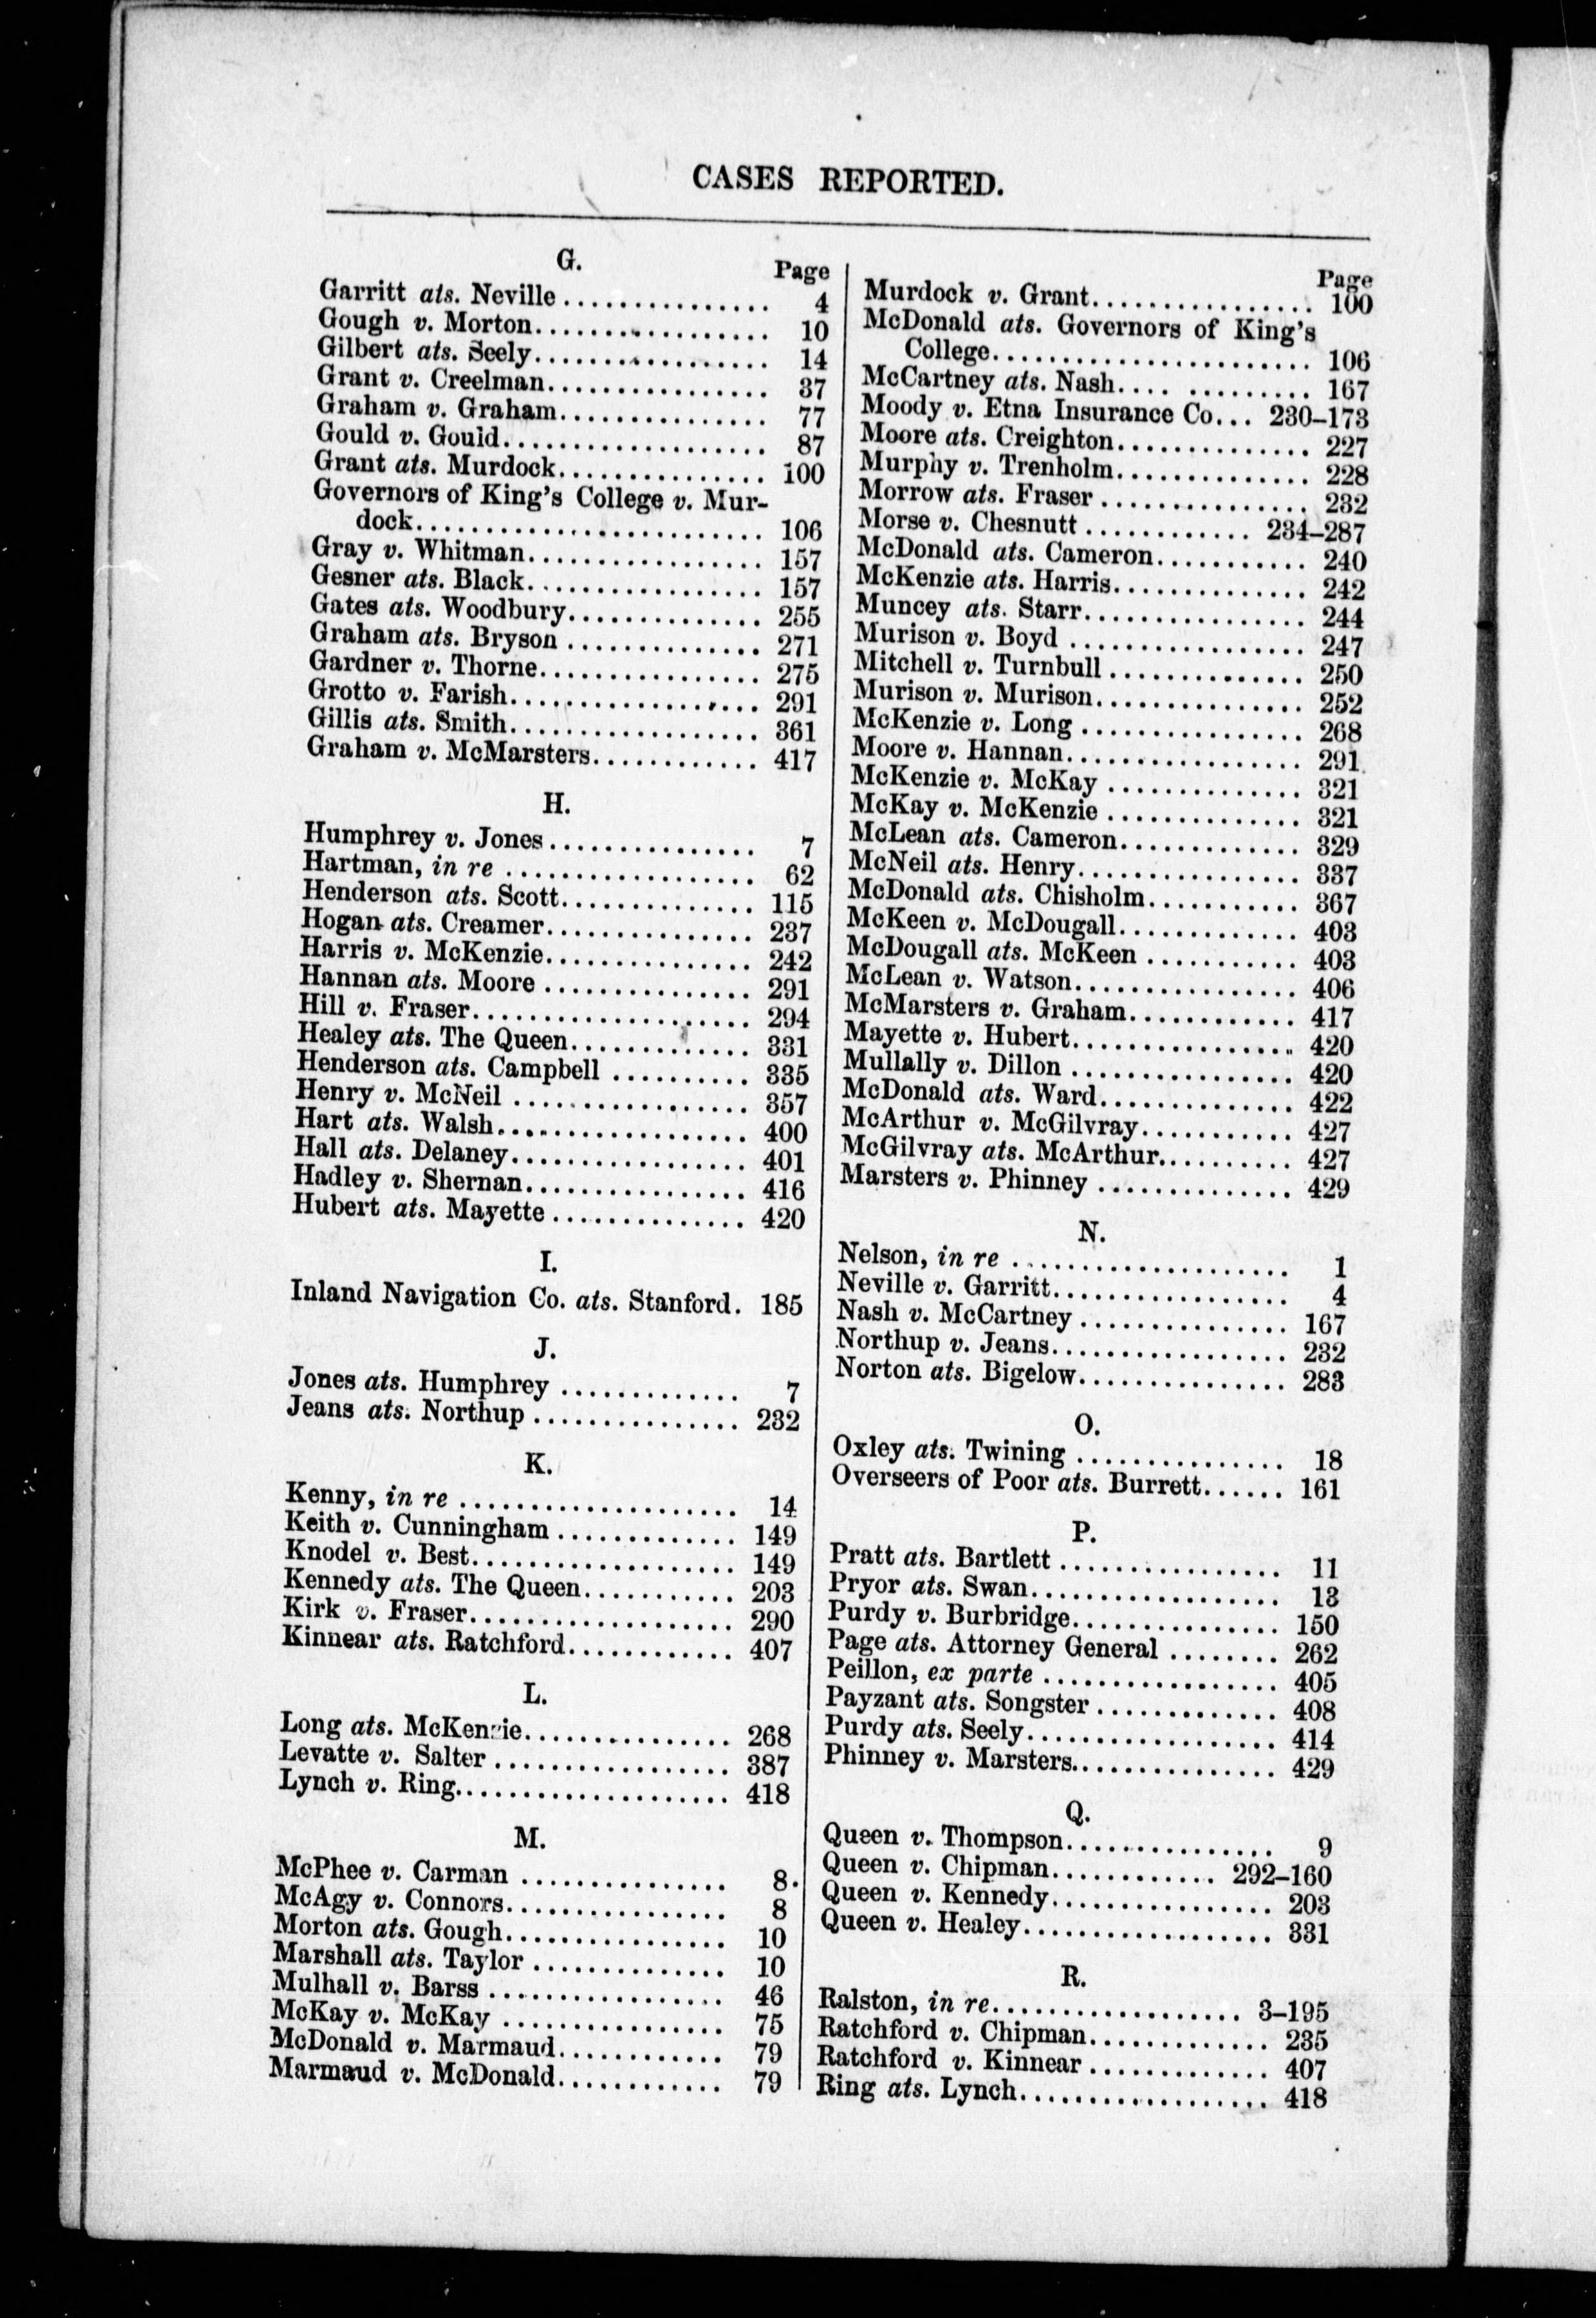 CASES REPORTED.
G.
Page
Garritt ats. Neville................ 4
Gough v. Morton.................. 10
Gilbert ats. Seely.................. 14
Grant v. Creelman................ 37
Graham v. Graham............... 77
Gould v. Gould................... 87
Grant ats. Murdock............... 100
Governors of King's College v. Mur-
dock......................... 106
Gray v. Whitman................. 157
Gesner ats. Black................. 157
Gates ats. Woodbury.............. 255
Graham ats. Bryson .............. 271
Gardner v. Thorne................ 275
Grotto v. Farish.................. 291
Gillis ats. Smith.................. 361
Graham v. McMarsters............ 417
H.
Humphrey v. Jones............... 7
Hartman, in re .................. 62
Henderson ats. Scott.............. 115
Hogan ats. Creamer............... 237
Harris v. McKenzie............... 242
Hannan ats. Moore ............... 291
Hill v. Fraser.................... 294
Healey ats. The Queen............. 331
Henderson ats. Campbell .......... 335
Henry v. McNeil ................. 357
Hart ats. Walsh.................. 400
Hall ats. Delaney................. 401
Hadley v. Shernan................ 416
Hubert ats. Mayette .............. 420
I.
Inland Navigation Co. ats. Stanford. 185
J.
Jones ats. Humphrey ............. 7
Jeans ats. Northup ............... 232
K.
Kenny, in re .................... 14
Keith v. Cunningham ............. 149
Knodel v. Best................... 149
Kennedy ats. The Queen........... 203
Kirk v. Fraser................... 290
Kinnear ats. Ratchford............ 407
L.
Long ats. McKenzie............... 268
Levatte v. Salter ................. 387
Lynch v. Ring.................... 418
M.
McPhee v. Carman ............... 8
McAgy v. Connors................ 8
Morton ats. Gough................ 10
Marshall ats. Taylor .............. 10
Mulhall v. Barss ................. 46
McKay v. McKay ................ 75
McDonald v. Marmaud............ 79
Marmaud v. McDonald............ 79
Page
Murdock v. Grant................ 100
McDonald ats. Governors of King's
College....................... 106
McCartney ats. Nash.... ......... 167
Moody v. Etna Insurance Co... 230–173
Moore ats. Creighton.............. 227
Murphy v. Trenholm.............. 228
Morrow ats. Fraser ............... 232
Morse v. Chesnutt ............ 234–287
McDonald ats. Cameron........... 240
McKenzie ats. Harris.............. 242
Muncey ats. Starr................ 244
Murison v. Boyd ................. 247
Mitchell v. Turnbull .............. 250
Murison v. Murison............... 252
McKenzie v. Long ................ 268
Moore v. Hannan................. 291
McKenzie v. McKay .............. 321
McKay v. McKenzie .............. 321
McLean ats. Cameron............. 329
McNeil ats. Henry................ 337
McDonald ats. Chisholm........... 367
McKeen v. McDougall............. 403
McDougall ats. McKeen ........... 403
McLean v. Watson................ 406
McMarsters v. Graham............ 417
Mayette v. Hubert................ 420
Mullally v. Dillon ................ 420
McDonald ats. Ward.............. 422
McArthur v. McGilvray........... 427
McGilvray ats. McArthur.......... 427
Marsters v. Phinney .............. 429
N.
Nelson, in re .................... 1
Neville v. Garritt................. 4
Nash v. McCartney ............... 167
Northup v. Jeans................. 232
Norton ats. Bigelow............... 283
O.
Oxley ats. Twining ............... 18
Overseers of Poor ats. Burrett...... 161
P.
Pratt ats. Bartlett ................ 11
Pryor ats. Swan.................. 13
Purdy v. Burbridge............... 150
Page ats. Attorney General ........ 262
Peillon, ex parte ................. 405
Payzant ats. Songster ............. 408
Purdy ats. Seely.................. 414
Phinney v. Marsters............... 429
Q.
Queen v. Thompson............... 9
Queen v. Chipman............ 292–160
Queen v. Kennedy................ 203
Queen v. Healey.................. 331
R.
Ralston, in re.................. 3–195
Ratchford v. Chipman............. 235
Ratchford v. Kinnear ............. 407
Ring ats. Lynch.................. 418